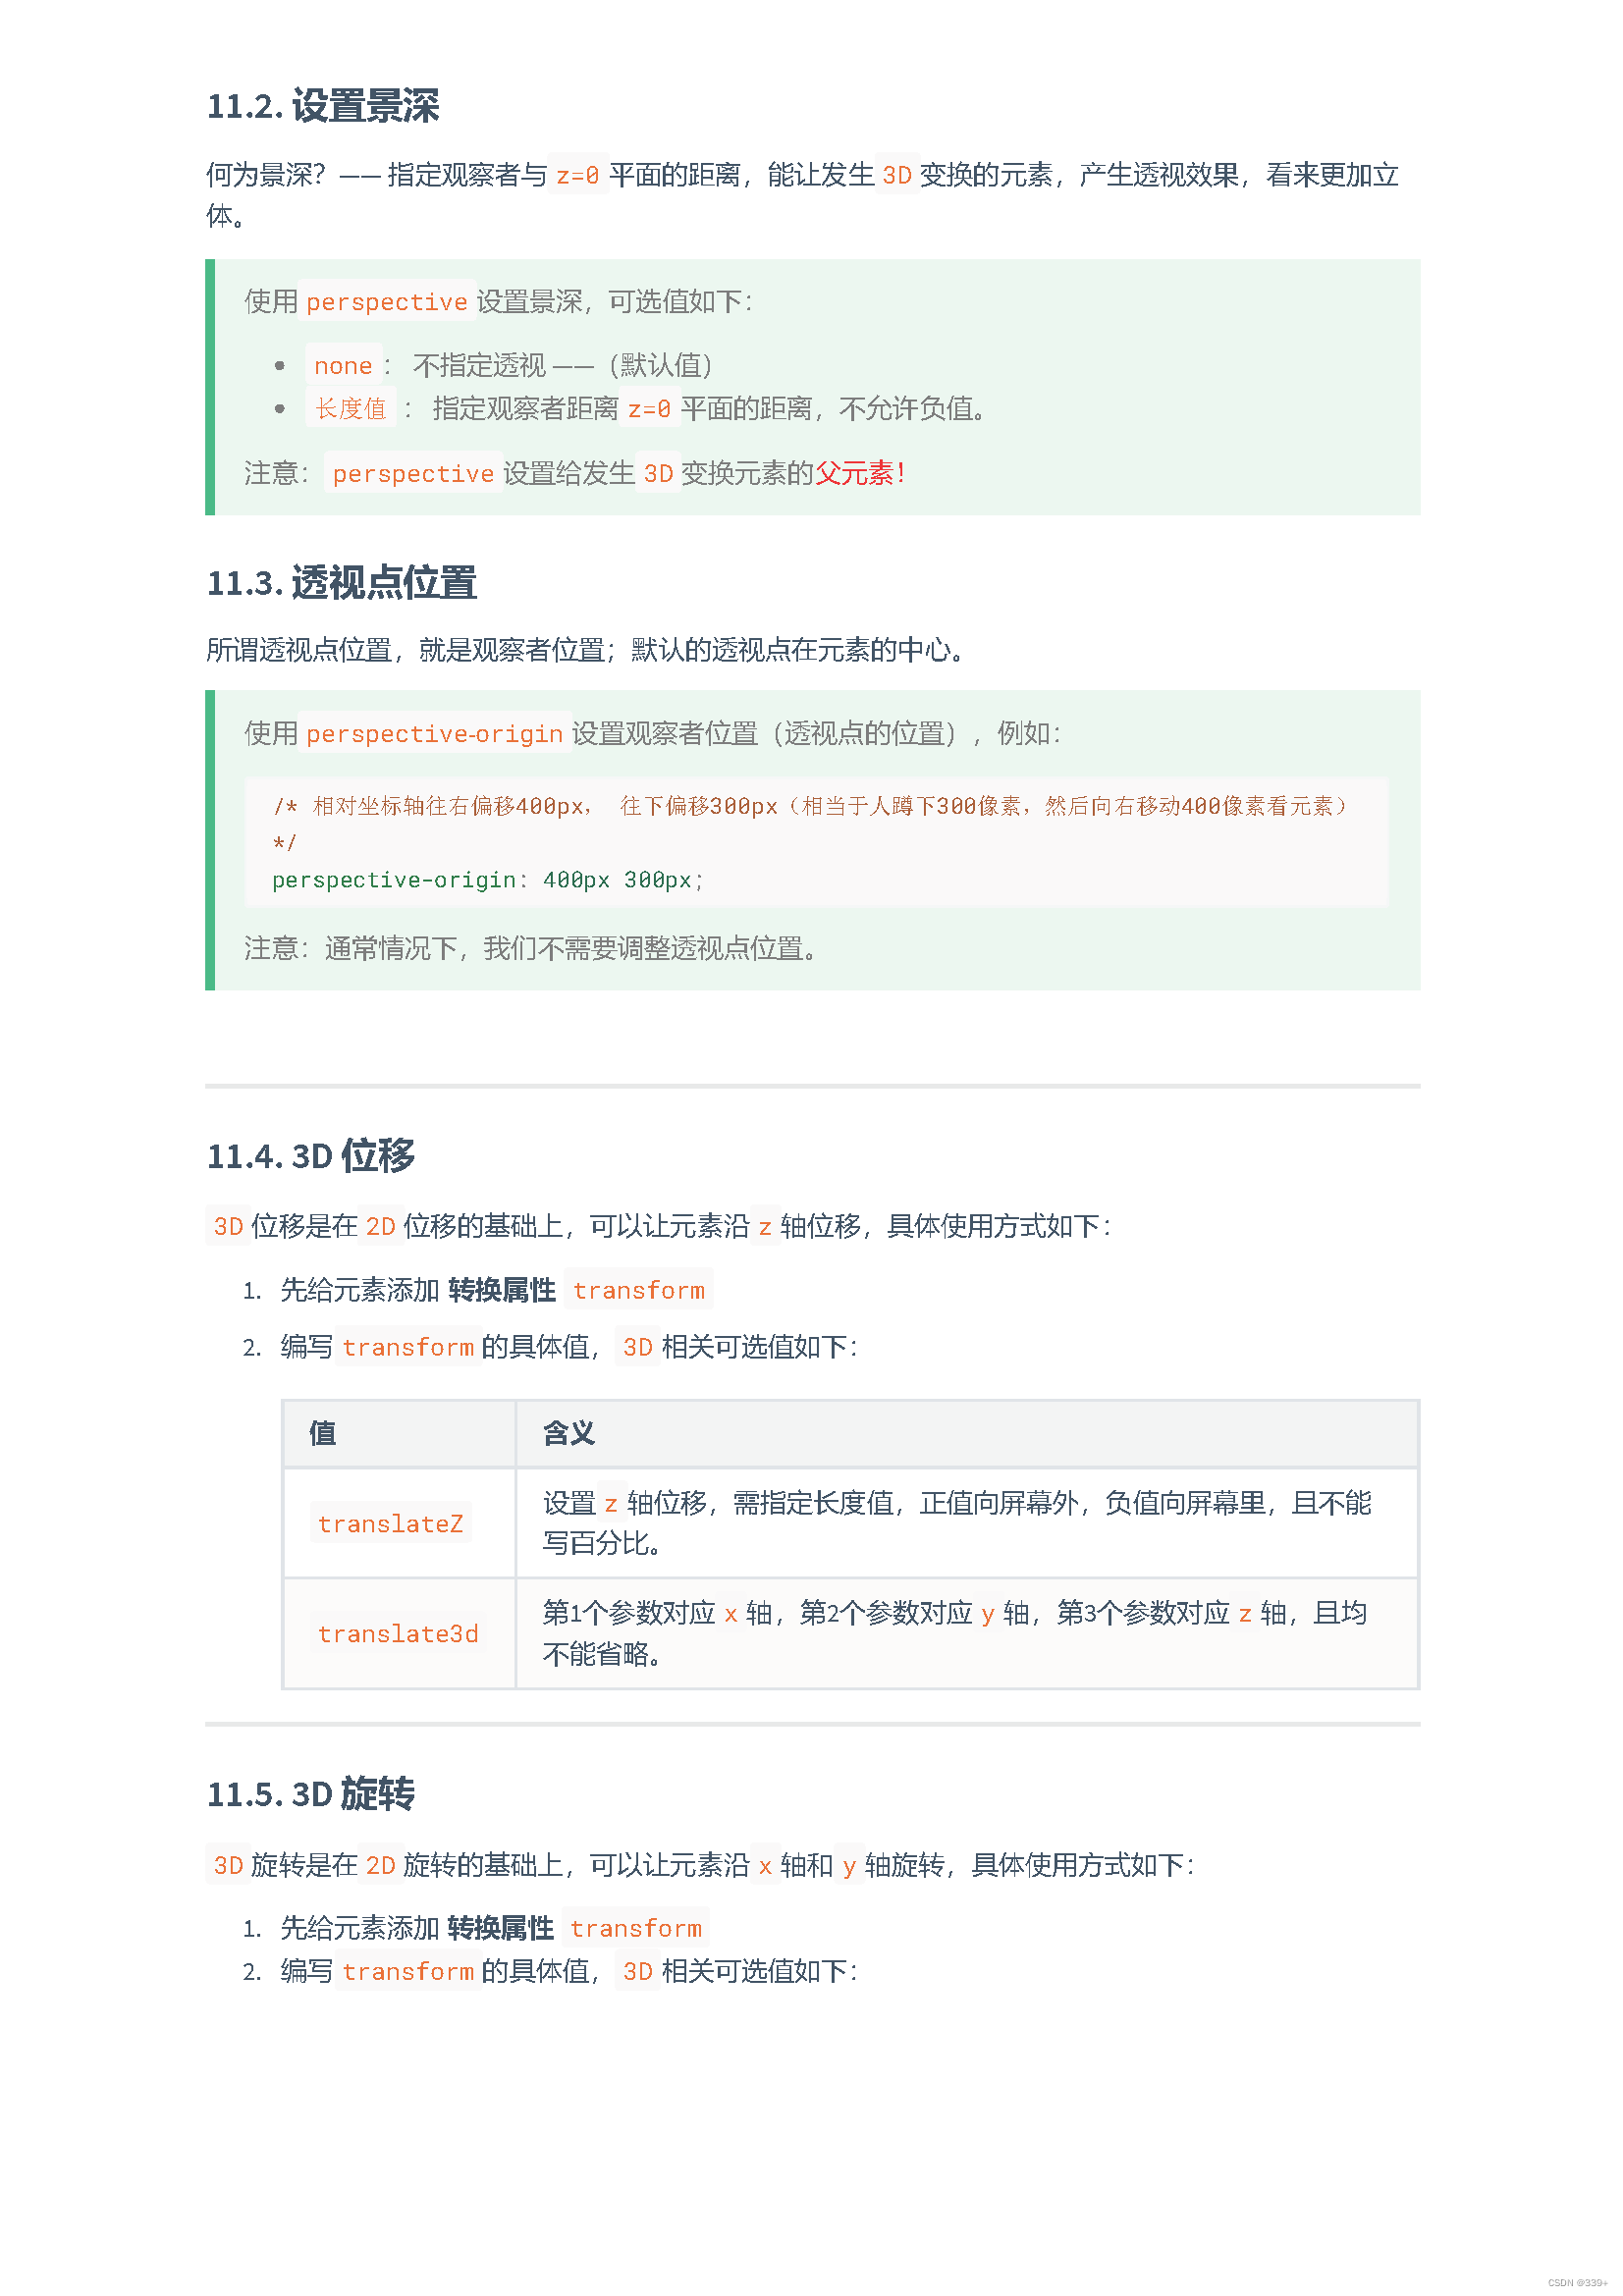 11.2. 设置景深
何为景深？—— 指定观察者与 z=0 平面的距离，能让发生 3D 变换的元素，产生透视效果，看来更加立
体。
使用 perspective 设置景深，可选值如下：
• none ： 不指定透视 ——（默认值）
• 长度值 ： 指定观察者距离 z=0 平面的距离，不允许负值。
注意： perspective 设置给发生 3D 变换元素的父元素！
11.3. 透视点位置
所谓透视点位置，就是观察者位置；默认的透视点在元素的中心。
使用 perspective-origin 设置观察者位置（透视点的位置），例如：
/* 相对坐标轴往右偏移400px， 往下偏移300px（相当于人蹲下300像素，然后向右移动400像素看元素）
*/
perspective-origin: 400px 300px;
注意：通常情况下，我们不需要调整透视点位置。
11.4. 3D 位移
3D 位移是在 2D 位移的基础上，可以让元素沿 z 轴位移，具体使用方式如下：
1. 先给元素添加 转换属性 transform
2. 编写 transform 的具体值， 3D 相关可选值如下：
值 含义
translateZ 设置 z 轴位移，需指定长度值，正值向屏幕外，负值向屏幕里，且不能
写百分比。
translate3d 第1个参数对应 x 轴，第2个参数对应 y 轴，第3个参数对应 z 轴，且均
不能省略。
11.5. 3D 旋转
3D 旋转是在 2D 旋转的基础上，可以让元素沿 x 轴和 y 轴旋转，具体使用方式如下：
1. 先给元素添加 转换属性 transform
2. 编写 transform 的具体值， 3D 相关可选值如下：
CSDN @339+